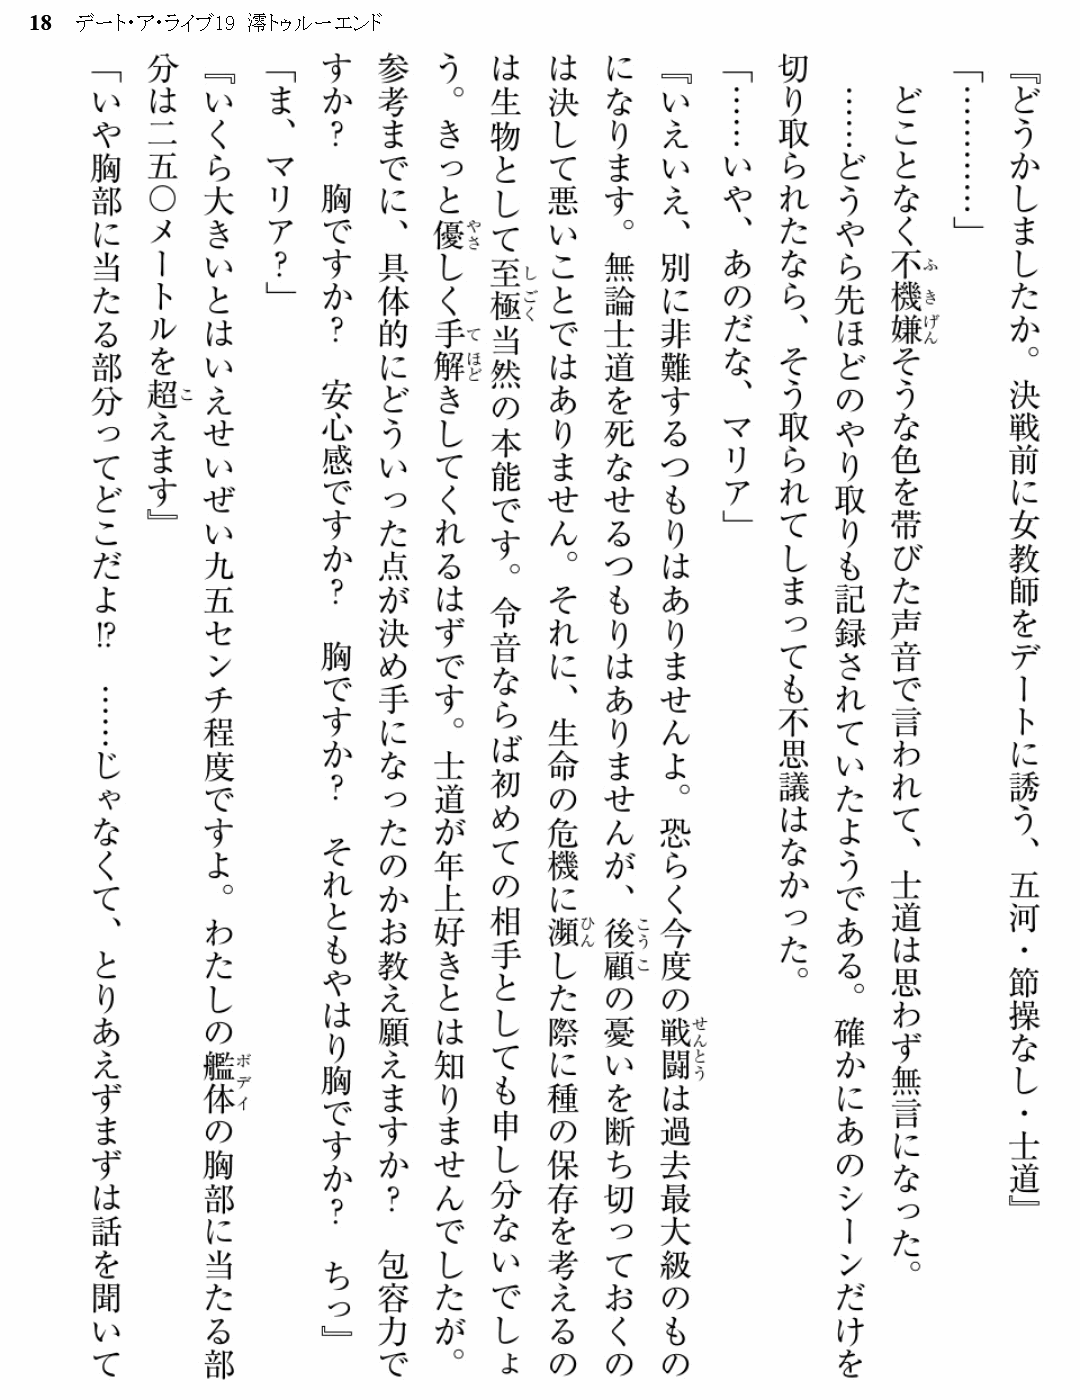 18 デート・ア・ライブ19 澪トゥルーエンド
『どうかしましたか。決戦前に女教師をデートに誘う、五河・節操なし・士道』
「…………」
どことなく不機嫌そうな色を帯びた声音で言われて、士道は思わず無言になった。
……どうやら先ほどのやり取りも記録されていたようである。確かにあのシーンだけを
切り取られたなら、そう取られてしまっても不思議はなかった。
「……いや、あのだな、マリア」
『いえいえ、別に非難するつもりはありませんよ。恐らく今度の戦闘は過去最大級のもの
になります。無論士道を死なせるつもりはありませんが、後顧の憂いを断ち切っておくの
は決して悪いことではありません。それに、生命の危機に瀕した際に種の保存を考えるの
は生物として至極当然の本能です。令音ならば初めての相手としても申し分ないでしょ
う。きっと優しく手解きしてくれるはずです。士道が年上好きとは知りませんでしたが。
参考までに、具体的にどういった点が決め手になったのかお教え願えますか？　包容力で
すか？　胸ですか？　安心感ですか？　胸ですか？　それともやはり胸ですか？　ちっ』
「ま、マリア？」
『いくら大きいとはいえせいぜい九五センチ程度ですよ。わたしの艦体の胸部に当たる部
分は二五〇メートルを超えます』
「いや胸部に当たる部分ってどこだよ!?　……じゃなくて、とりあえずまずは話を聞いて